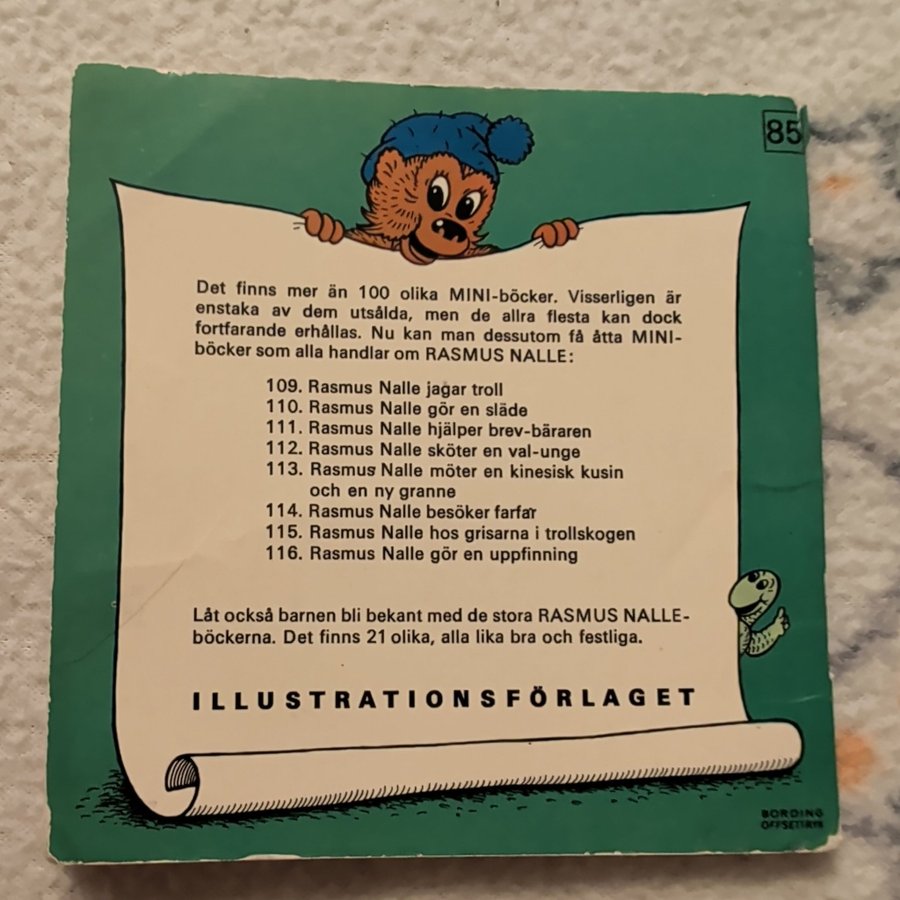 85
Det finns mer än 100 olika MINI-böcker. Visserligen är
enstaka av dem utsålda, men de allra flesta kan dock
fortfarande erhållas. Nu kan man dessutom få åtta MINI-
böcker som alla handlar om RASMUS NALLE:
109. Rasmus Nalle jagar troll
110. Rasmus Nalle gör en släde
111. Rasmus Nalle hjälper brev-bäraren
112. Rasmus Nalle sköter en val-unge
113. Rasmus Nalle möter en kinesisk kusin
och en ny granne
114. Rasmus Nalle besöker farfar
115. Rasmus Nalle hos grisarna i trollskogen
116. Rasmus Nalle gör en uppfinning
Låt också barnen bli bekant med de stora RASMUS NALLE-
böckerna. Det finns 21 olika, alla lika bra och festliga.
ILLUSTRATIONSFÖRLAGET
BORDING
OFFSETTRYK